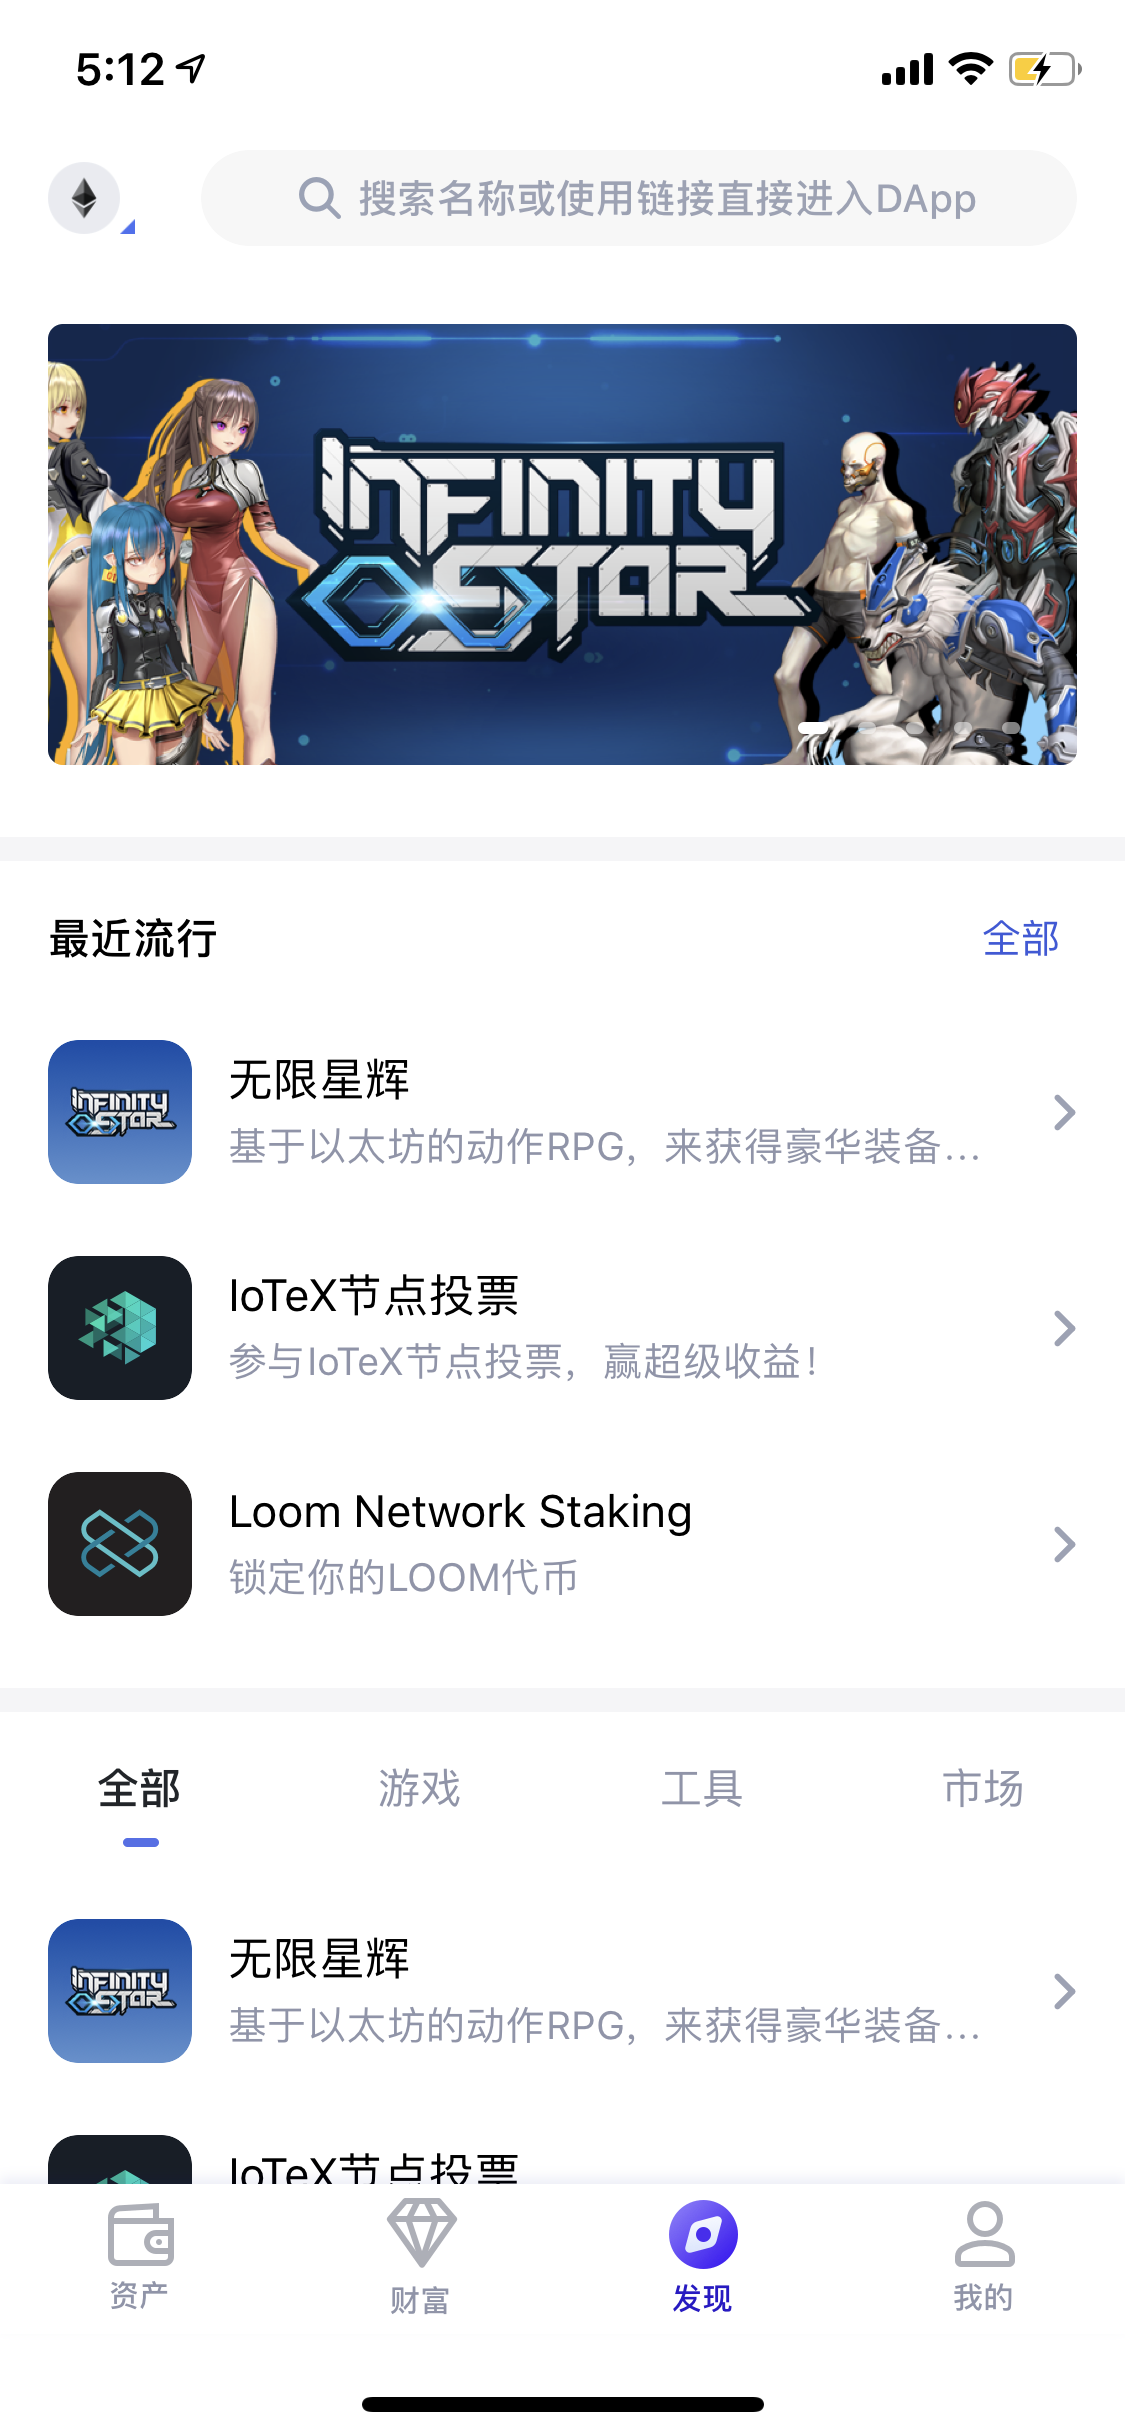 5:12
搜索名称或使用链接直接进入DApp
INFINITY
STAR
最近流行
全部
INFINITY
STAR
无限星辉
基于以太坊的动作RPG，来获得豪华装备...
IoTeX节点投票
参与IoTeX节点投票，赢超级收益！
Loom Network Staking
锁定你的LOOM代币
全部
游戏
工具
市场
INFINITY
STAR
无限星辉
基于以太坊的动作RPG，来获得豪华装备...
IoTeX节点投票
资产
财富
发现
我的